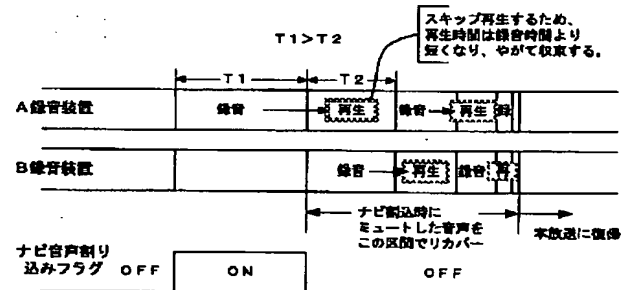 スキップ再生するため、
再生時間は録音時間より
短くなり、やがて収束する。
T1>T2
T1 T2
A録音装置 録音 再生 録音 再生 録
B録音装置 録音 再生 録音 再
ナビ割込時に
ミュートした音声を
この区間でリカバー
本放送に復帰
ナビ音声割り
込みフラグ OFF ON OFF